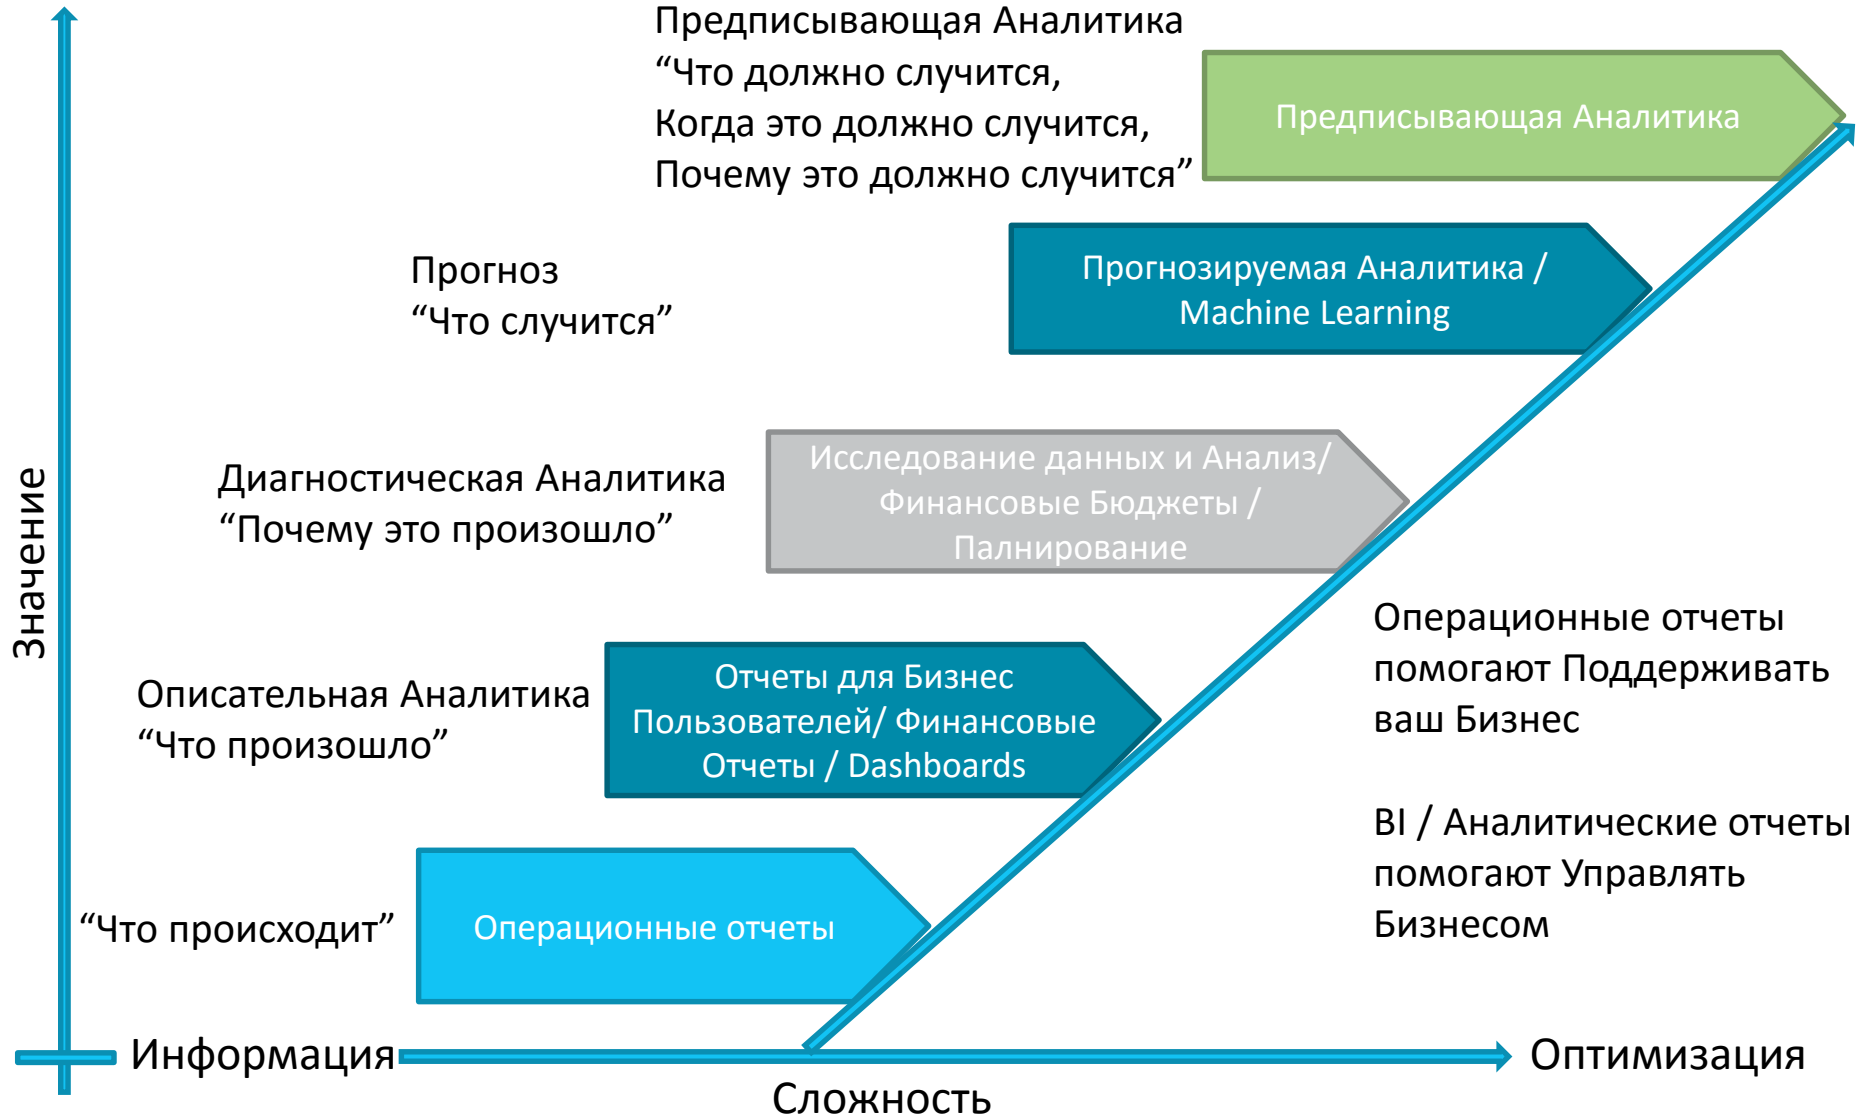 Предписывающая Аналитика
“Что должно случится,
Когда это должно случится,
Почему это должно случится”
Предписывающая Аналитика
Прогноз
“Что случится”
Прогнозируемая Аналитика /
Machine Learning
Диагностическая Аналитика
“Почему это произошло”
Исследование данных и Анализ/
Финансовые Бюджеты /
Палнирование
Значение
Описательная Аналитика
“Что произошло”
Отчеты для Бизнес
Пользователей/ Финансовые
Отчеты / Dashboards
Операционные отчеты
помогают Поддерживать
ваш Бизнес
BI / Аналитические отчеты
помогают Управлять
Бизнесом
“Что происходит”
Операционные отчеты
Информация
Сложность
Оптимизация